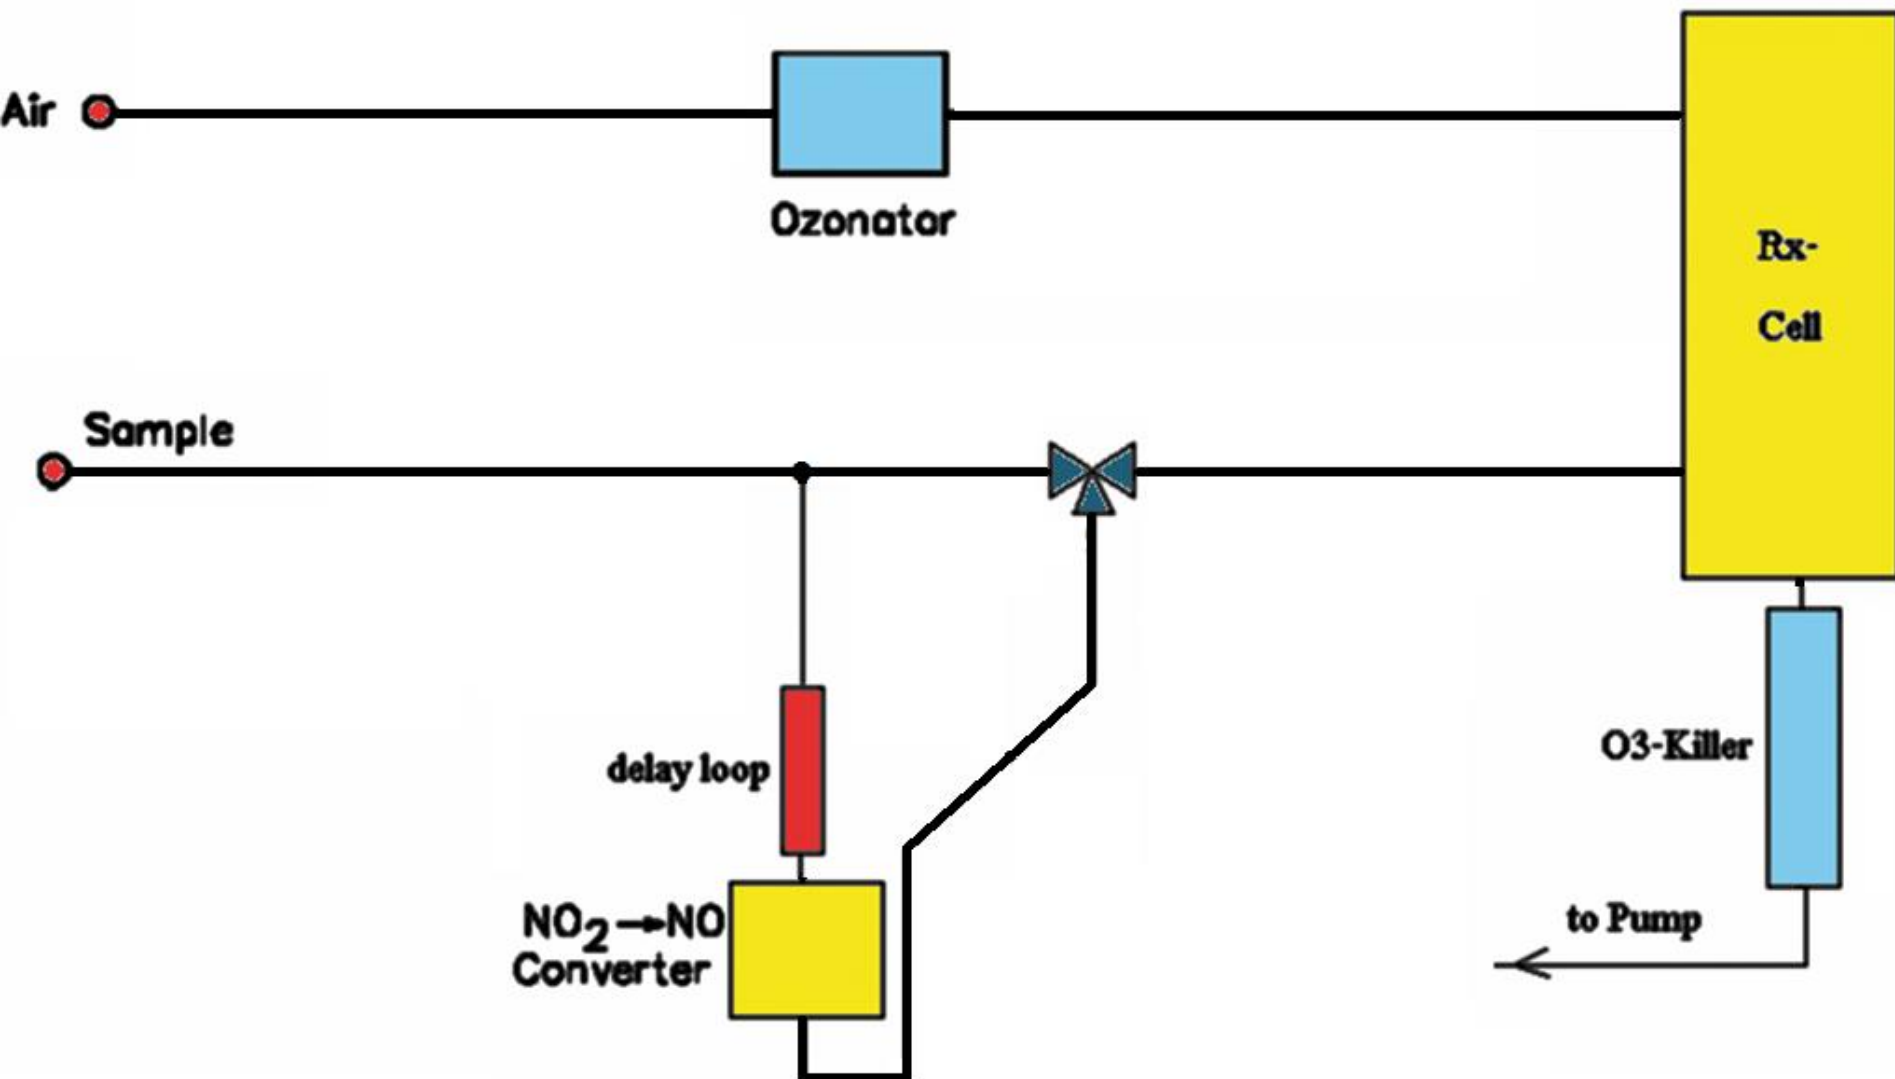 Air
Ozonator
Rx-
Cell
Sample
delay loop
O3-Killer
NO₂→NO
Converter
to Pump